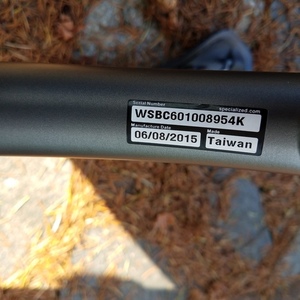 Serial Number specialized.com
WSBC601008954K
Manufacture Date Made
06/08/2015 Taiwan